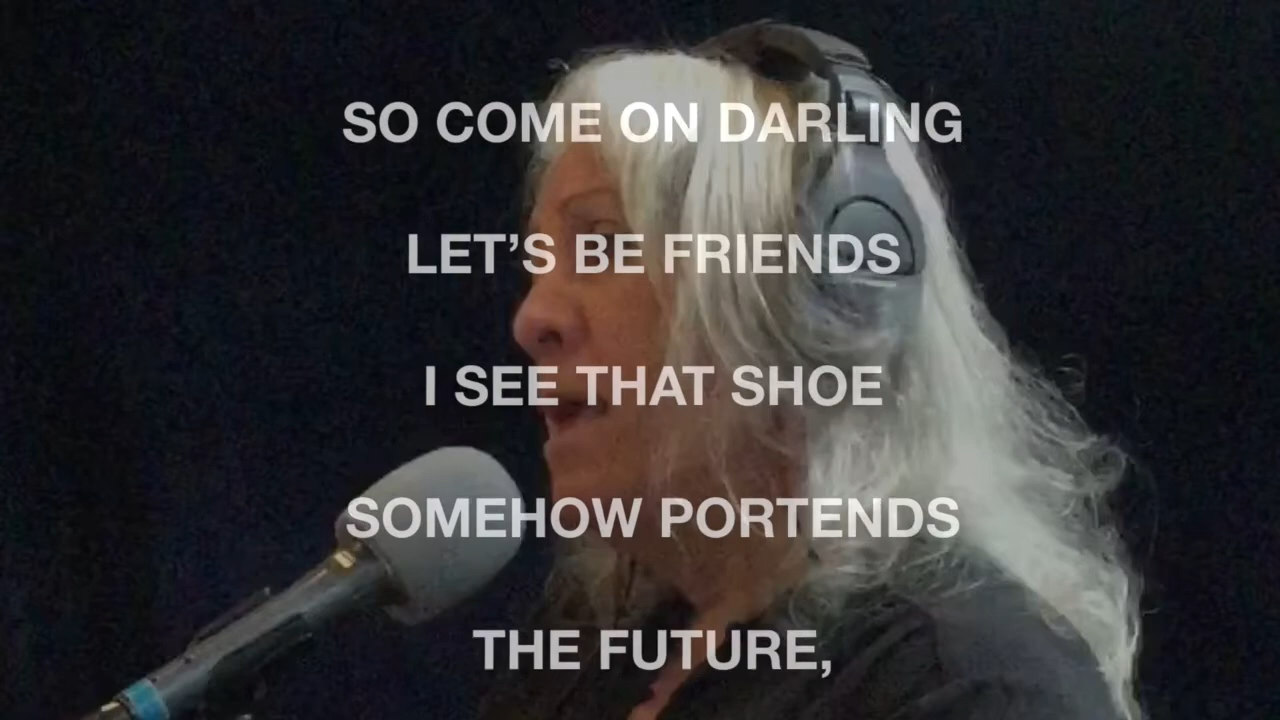 SO COME ON DARLING
LET’S BE FRIENDS
I SEE THAT SHOE
SOMEHOW PORTENDS
THE FUTURE,